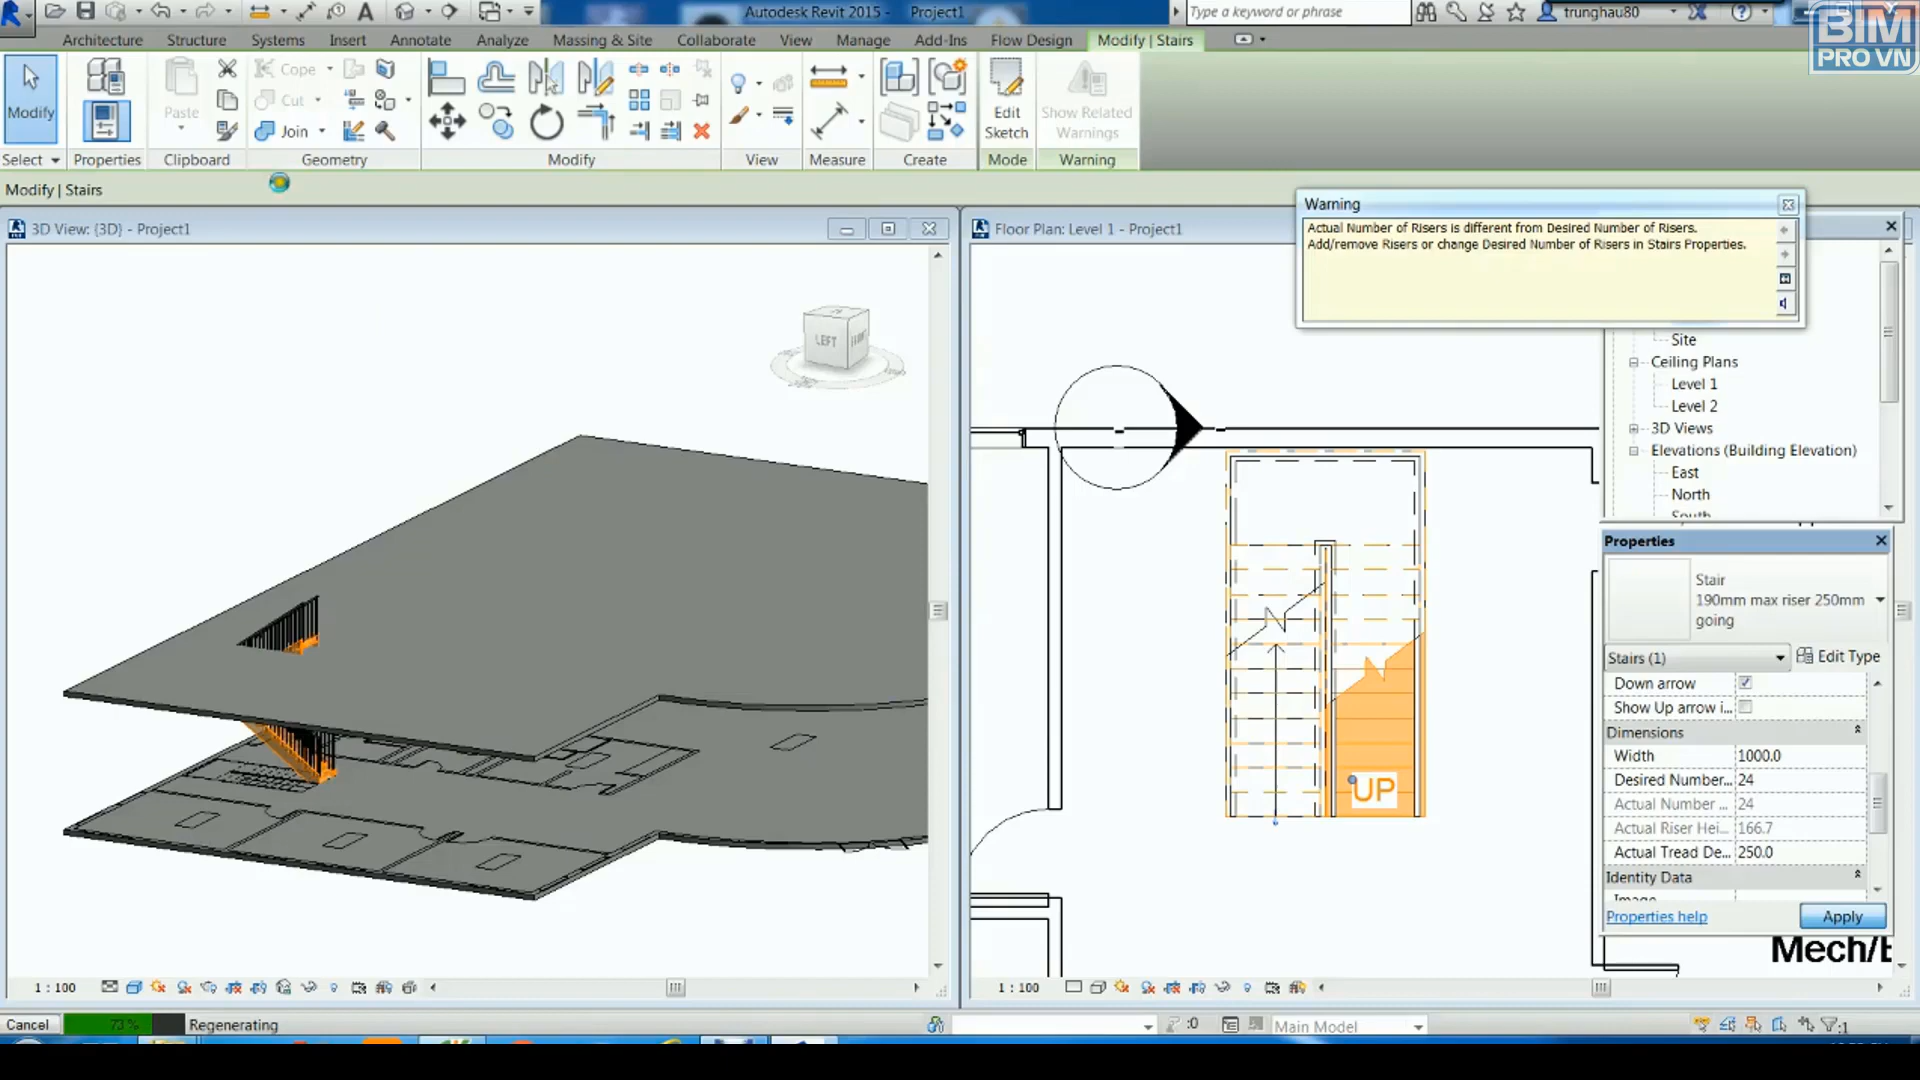 Autodesk Revit 2015 - Project1
Type a keyword or phrase
trunghau80
BIM
PRO VN
Architecture
Structure
Systems
Insert
Annotate
Analyze
Massing & Site
Collaborate
View
Manage
Add-Ins
Flow Design
Modify | Stairs
Modify
Paste
Cope
Cut
Join
Edit
Sketch
Show Related
Warnings
Select
Properties
Clipboard
Geometry
Modify
View
Measure
Create
Mode
Warning
Modify | Stairs
3D View: {3D} - Project1
LEFT
Floor Plan: Level 1 - Project1
Warning
Actual Number of Risers is different from Desired Number of Risers.
Add/remove Risers or change Desired Number of Risers in Stairs Properties.
Site
Ceiling Plans
Level 1
Level 2
3D Views
Elevations (Building Elevation)
East
North
South
UP
Properties
Stair
190mm max riser 250mm
going
Stairs (1)
Edit Type
Down arrow
Show Up arrow i...
Dimensions
Width 1000.0
Desired Number... 24
Actual Number ... 24
Actual Riser Hei... 166.7
Actual Tread De... 250.0
Identity Data
Image
Properties help
Apply
Mech/E
1 : 100
1 : 100
Cancel
73 %
Regenerating
:0
Main Model
:1